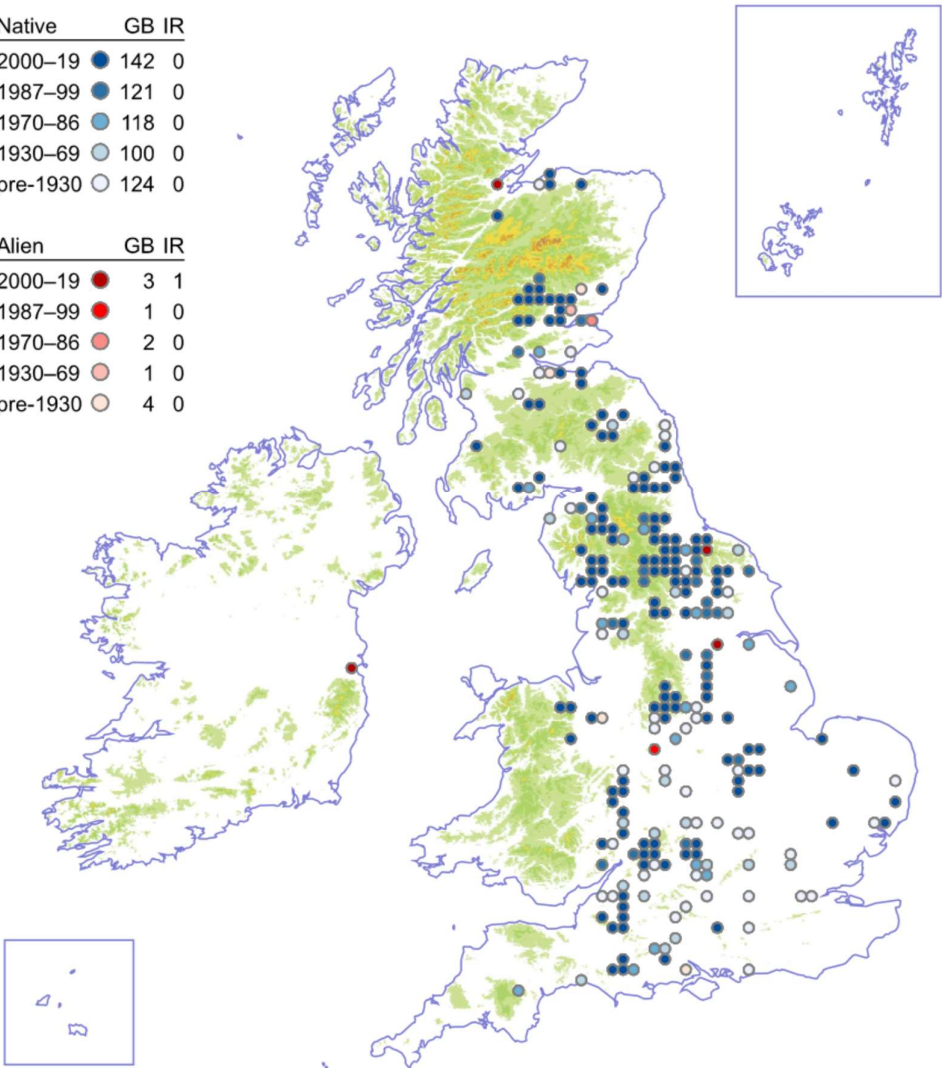 Native GB IR
2000–19 142 0
1987–99 121 0
1970–86 118 0
1930–69 100 0
pre-1930 124 0
Alien GB IR
2000–19 3 1
1987–99 1 0
1970–86 2 0
1930–69 1 0
pre-1930 4 0